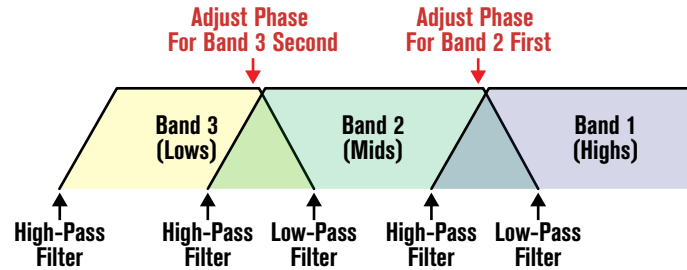 Adjust Phase
For Band 3 Second
Adjust Phase
For Band 2 First
Band 3
(Lows)
Band 2
(Mids)
Band 1
(Highs)
High-Pass
Filter
High-Pass
Filter
Low-Pass
Filter
High-Pass
Filter
Low-Pass
Filter